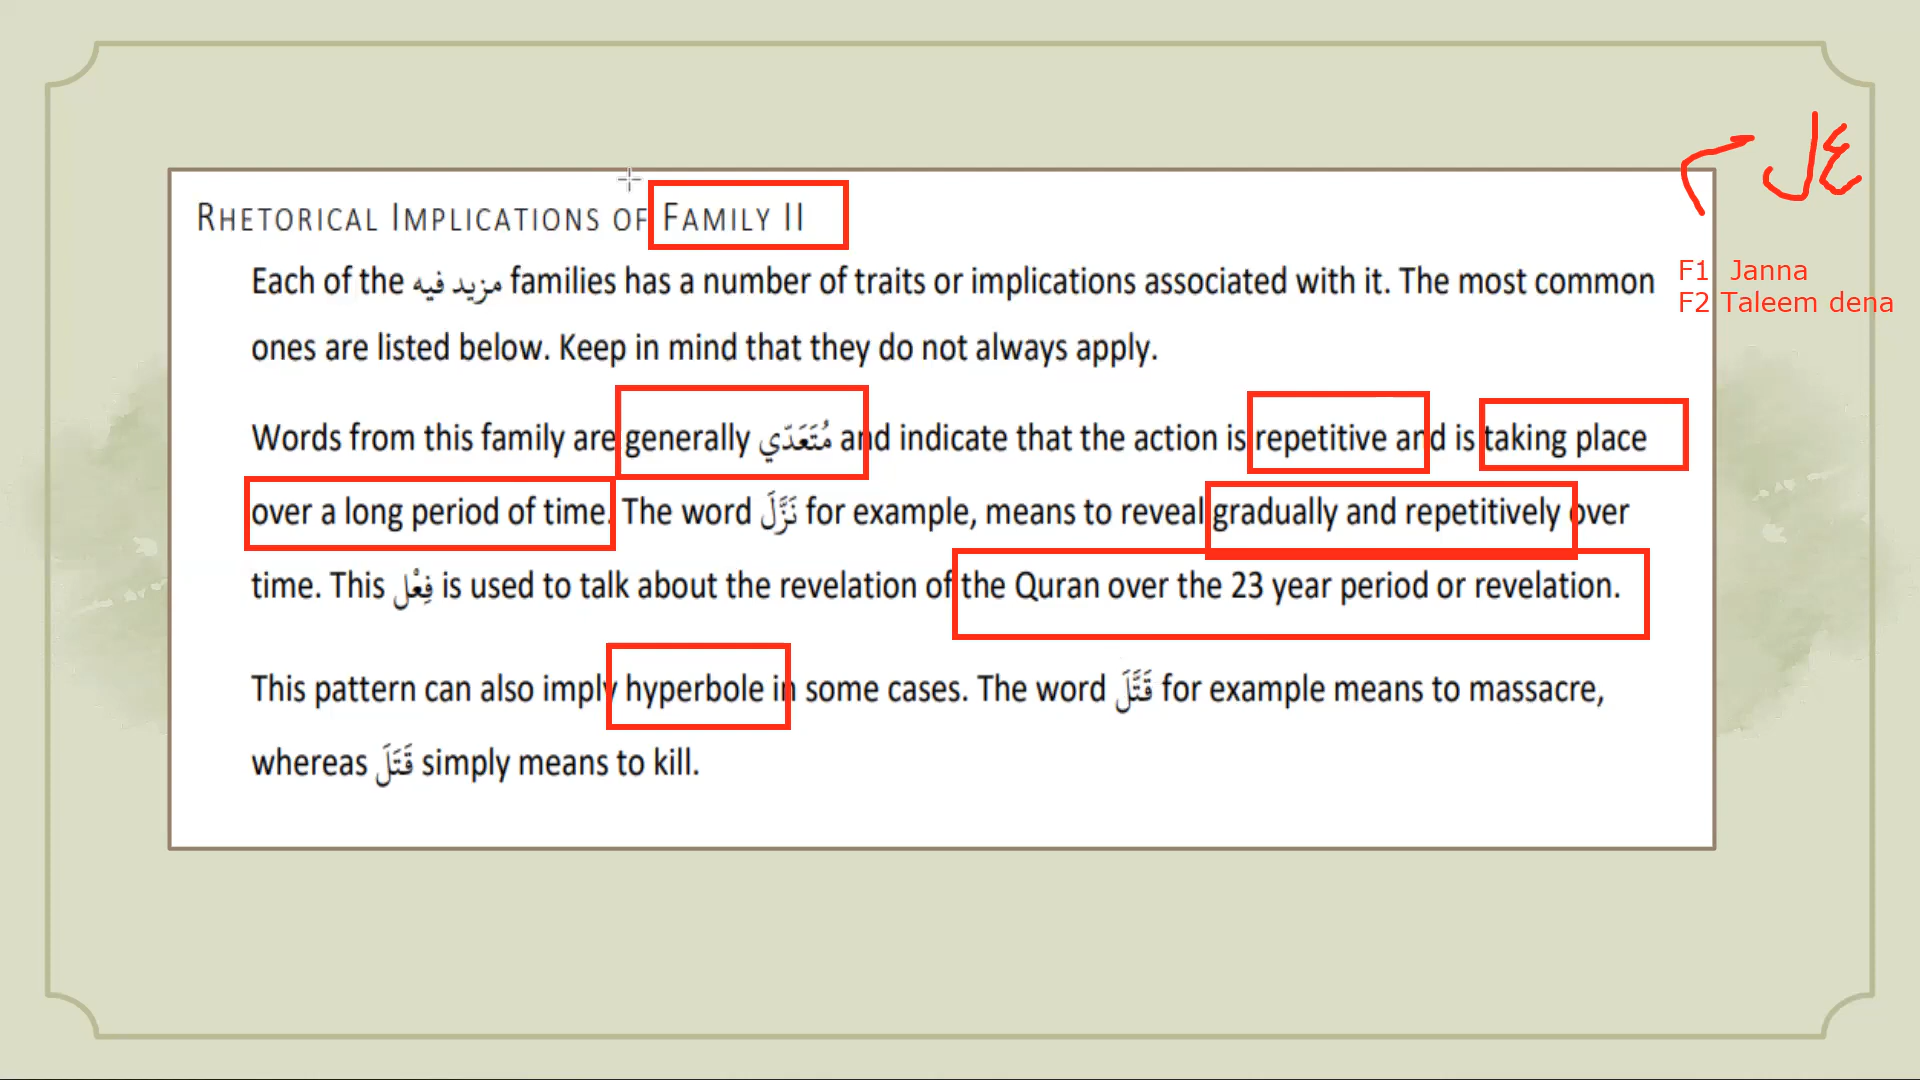 RHETORICAL IMPLICATIONS OF FAMILY II
Each of the مزيد فيه families has a number of traits or implications associated with it. The most common
ones are listed below. Keep in mind that they do not always apply.
Words from this family are generally مُتَعَدّي and indicate that the action is repetitive and is taking place
over a long period of time. The word نَزَّلَ for example, means to reveal gradually and repetitively over
time. This فِعْل is used to talk about the revelation of the Quran over the 23 year period or revelation.
This pattern can also imply hyperbole in some cases. The word قَتَّلَ for example means to massacre,
whereas قَتَلَ simply means to kill.
F1 Janna
F2 Taleem dena